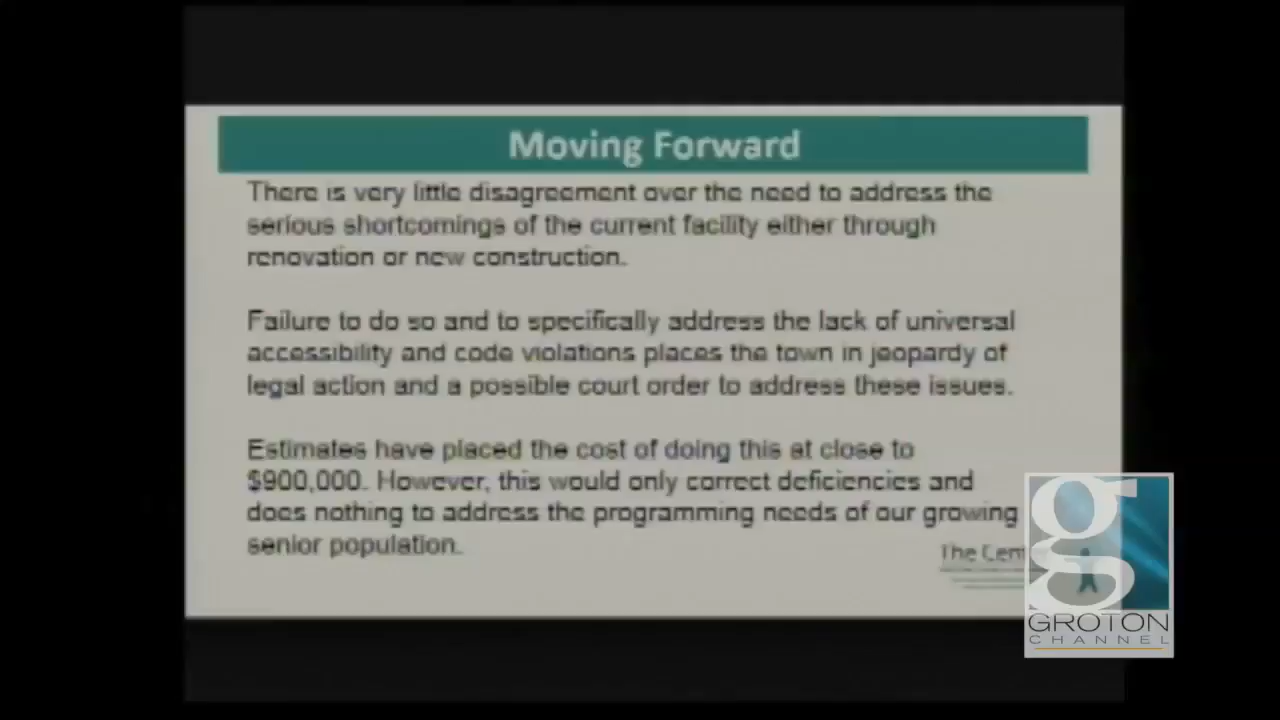 Moving Forward
There is very little disagreement over the need to address the
serious shortcomings of the current facility either through
renovation or new construction.
Failure to do so and to specifically address the lack of universal
accessibility and code violations places the town in jeopardy of
legal action and a possible court order to address these issues.
Estimates have placed the cost of doing this at close to
$900,000. However, this would only correct deficiencies and
does nothing to address the programming needs of our growing
senior population.
The Cen
g
GROTON
CHANNEL